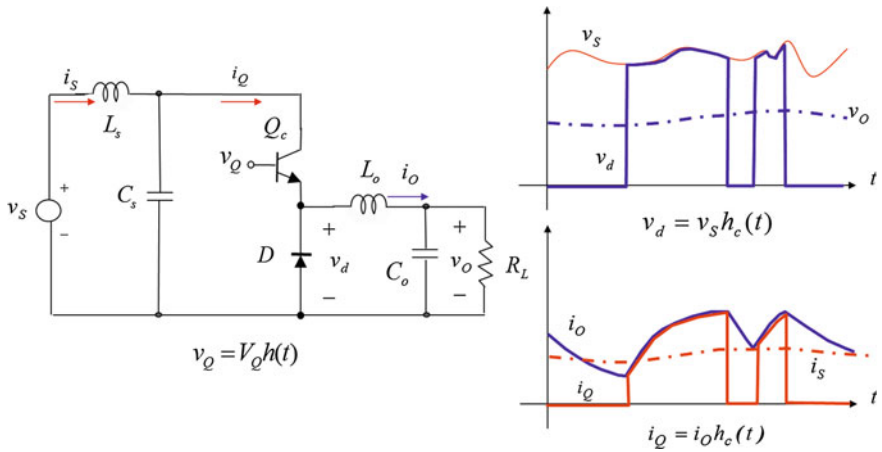 i_S
i_Q
L_s
Q_c
v_Q
L_o
i_O
+
v_S
−
C_s
D
+
v_d
−
C_o
+
v_O
−
R_L
v_Q = V_Q h(t)
v_S
v_O
v_d
t
v_d = v_S h_c(t)
i_O
i_S
i_Q
t
i_Q = i_O h_c(t)